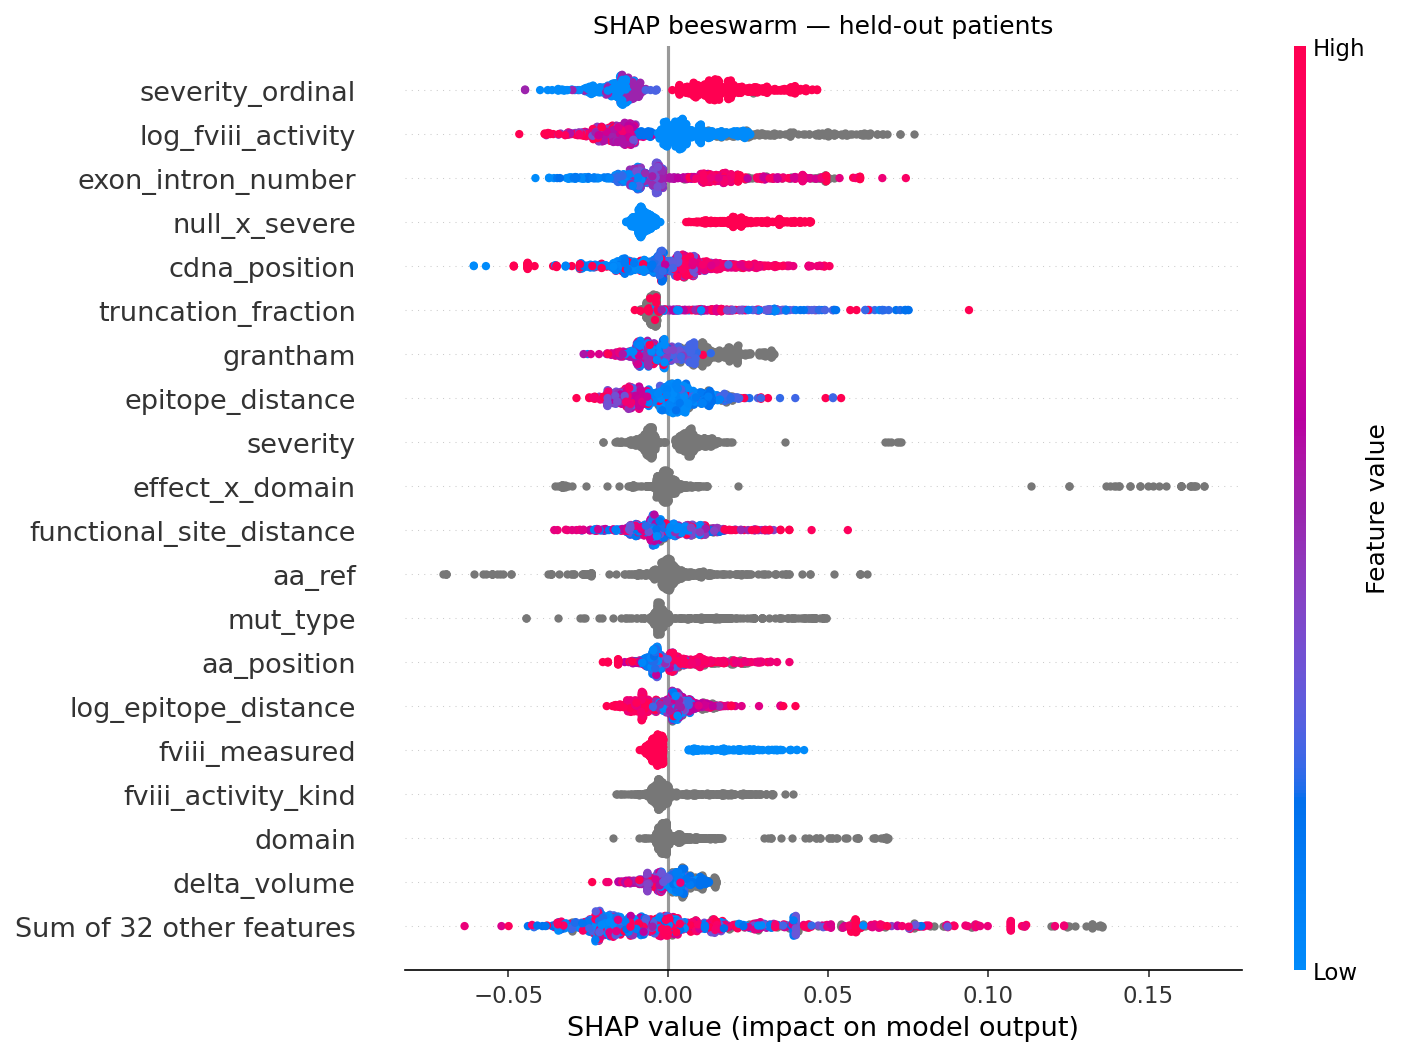 SHAP beeswarm — held-out patients
High
severity_ordinal
log_fviii_activity
exon_intron_number
null_x_severe
cdna_position
truncation_fraction
grantham
epitope_distance
severity
effect_x_domain
functional_site_distance
aa_ref
mut_type
aa_position
log_epitope_distance
fviii_measured
fviii_activity_kind
domain
delta_volume
Sum of 32 other features
Feature value
Low
−0.05 0.00 0.05 0.10 0.15
SHAP value (impact on model output)